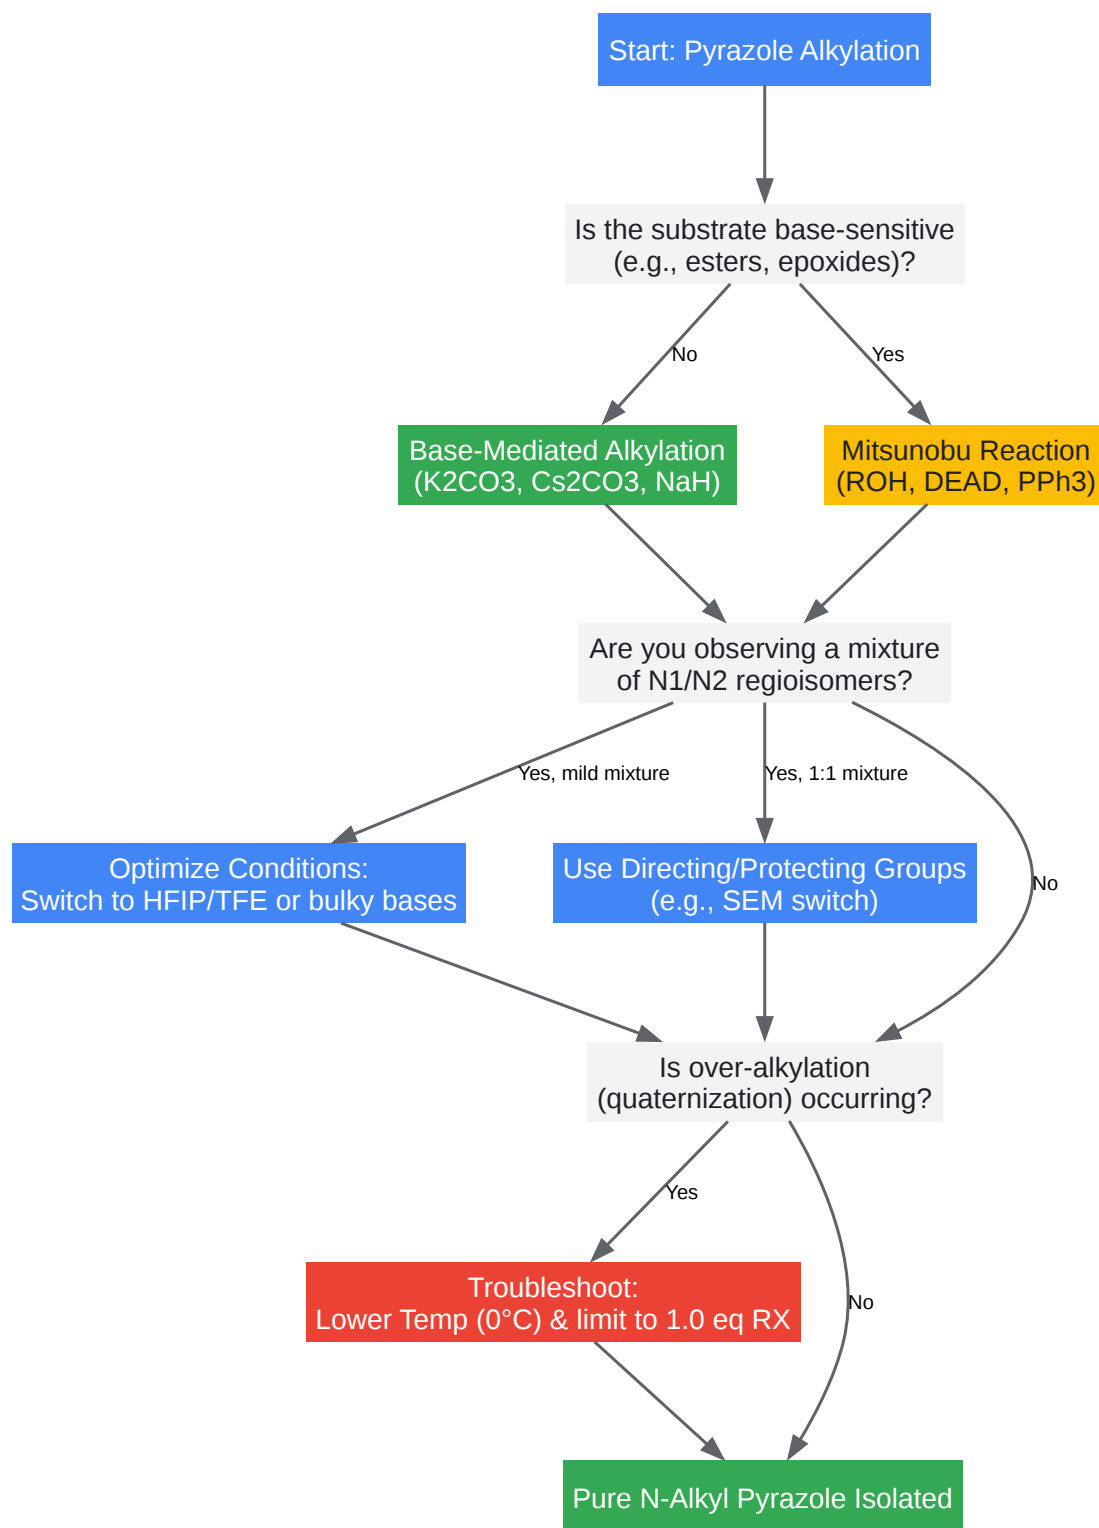 Start: Pyrazole Alkylation
Is the substrate base-sensitive
(e.g., esters, epoxides)?
No
Yes
Base-Mediated Alkylation
(K2CO3, Cs2CO3, NaH)
Mitsunobu Reaction
(ROH, DEAD, PPh3)
Are you observing a mixture
of N1/N2 regioisomers?
Yes, mild mixture
Yes, 1:1 mixture
No
Optimize Conditions:
Switch to HFIP/TFE or bulky bases
Use Directing/Protecting Groups
(e.g., SEM switch)
Is over-alkylation
(quaternization) occurring?
Yes
No
Troubleshoot:
Lower Temp (0°C) & limit to 1.0 eq RX
Pure N-Alkyl Pyrazole Isolated